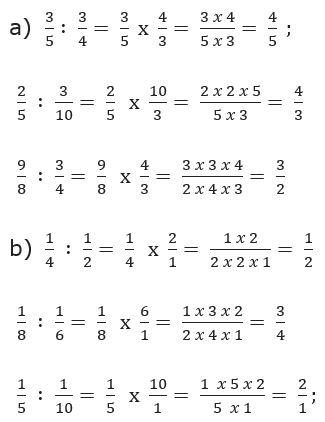 a) 3/5 : 3/4 = 3/5 x 4/3 = 3 x 4 / 5 x 3 = 4/5 ;
2/5 : 3/10 = 2/5 x 10/3 = 2 x 2 x 5 / 5 x 3 = 4/3
9/8 : 3/4 = 9/8 x 4/3 = 3 x 3 x 4 / 2 x 4 x 3 = 3/2
b) 1/4 : 1/2 = 1/4 x 2/1 = 1 x 2 / 2 x 2 x 1 = 1/2
1/8 : 1/6 = 1/8 x 6/1 = 1 x 3 x 2 / 2 x 4 x 1 = 3/4
1/5 : 1/10 = 1/5 x 10/1 = 1 x 5 x 2 / 5 x 1 = 2/1 ;